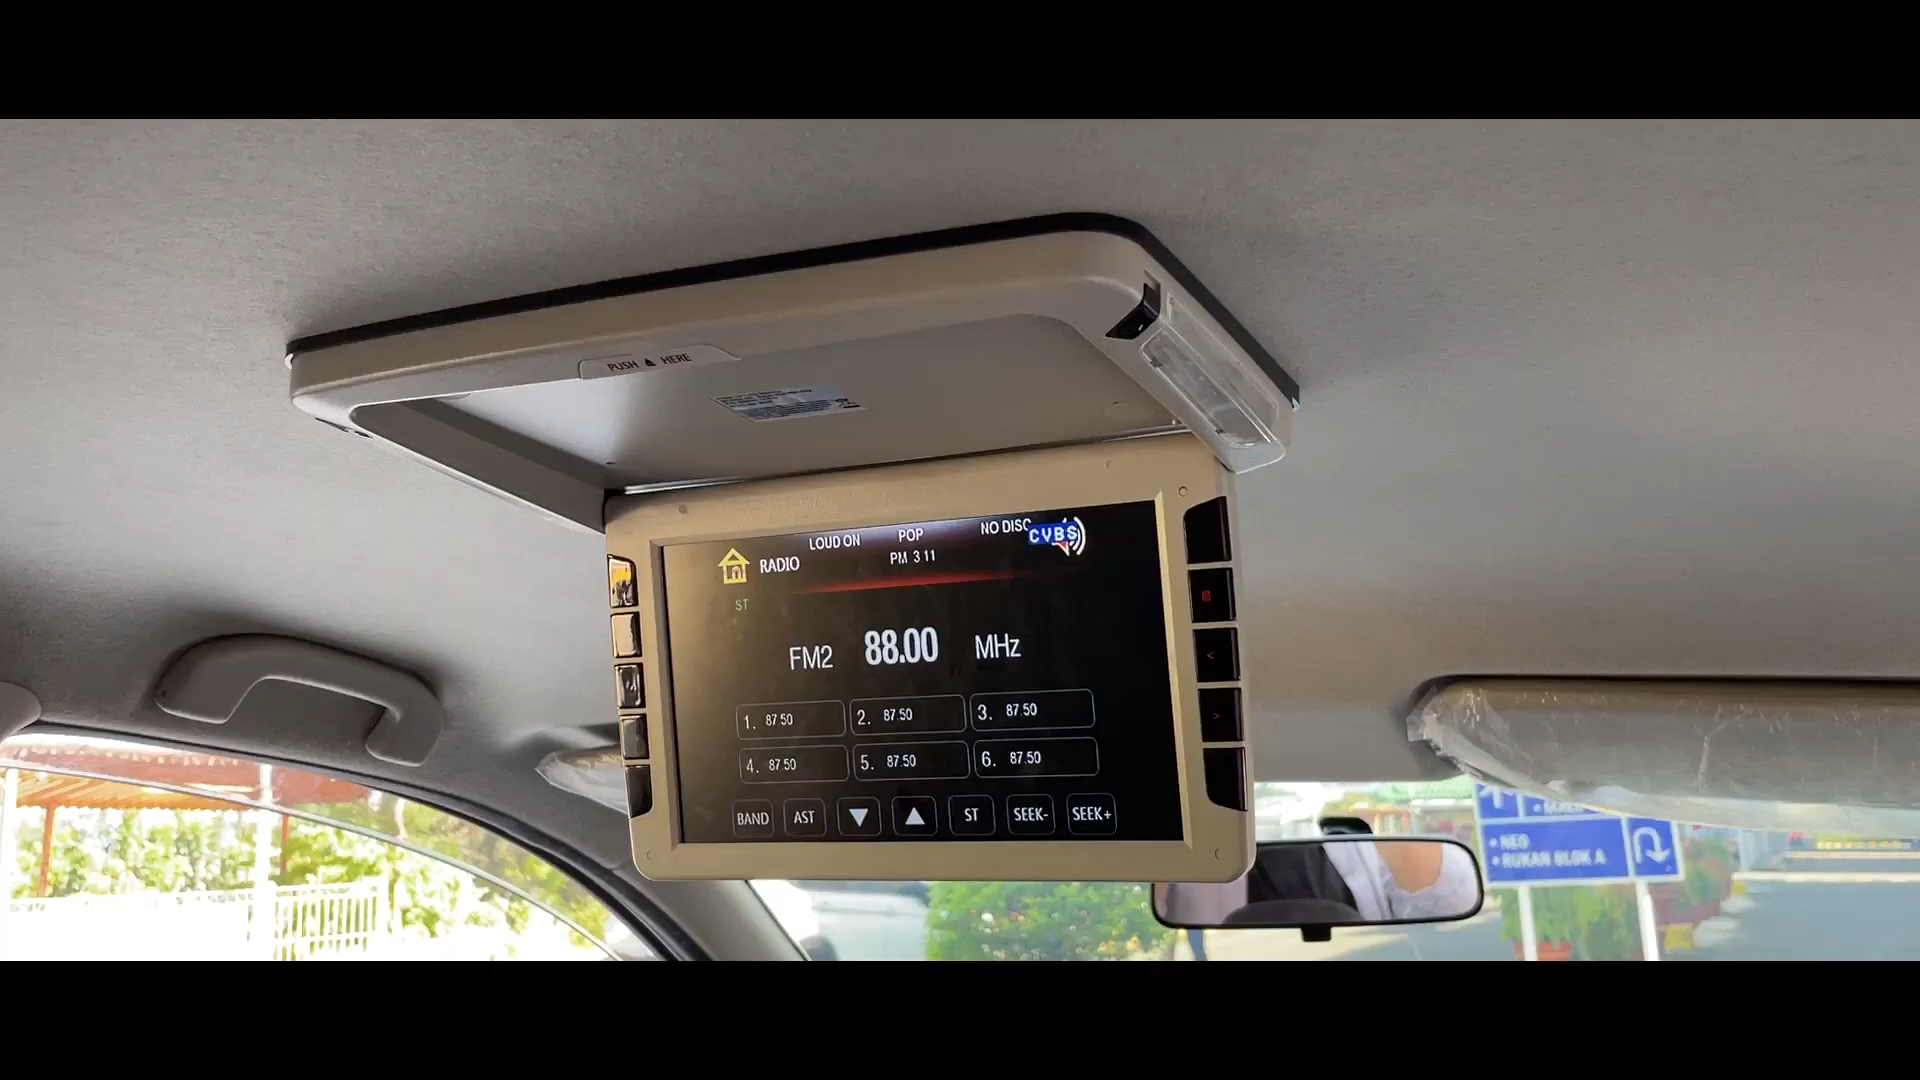 PUSH ▲ HERE
LOUD ON POP NO DISC CVBS
RADIO PM 3 11
ST
FM2 88.00 MHz
1. 87.50 2. 87.50 3. 87.50
4. 87.50 5. 87.50 6. 87.50
BAND AST ▼ ▲ ST SEEK- SEEK+
• NEO
• RUKAN BLOK A